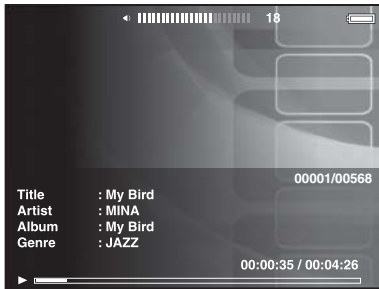 18
00001/00568
Title : My Bird
Artist : MINA
Album : My Bird
Genre : JAZZ
00:00:35 / 00:04:26